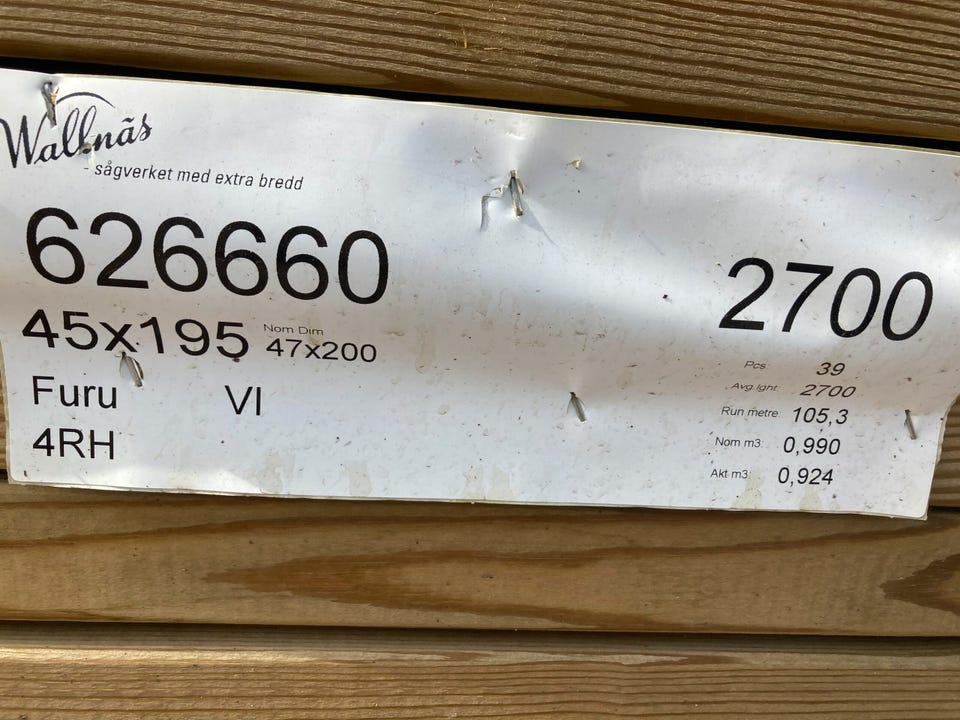 Wallnäs
- sågverket med extra bredd
626660
2700
45x195
Nom Dim
47x200
Furu VI
4RH
Pcs 39
Avg.lght 2700
Run metre 105,3
Nom m3 0,990
Akt m3 0,924